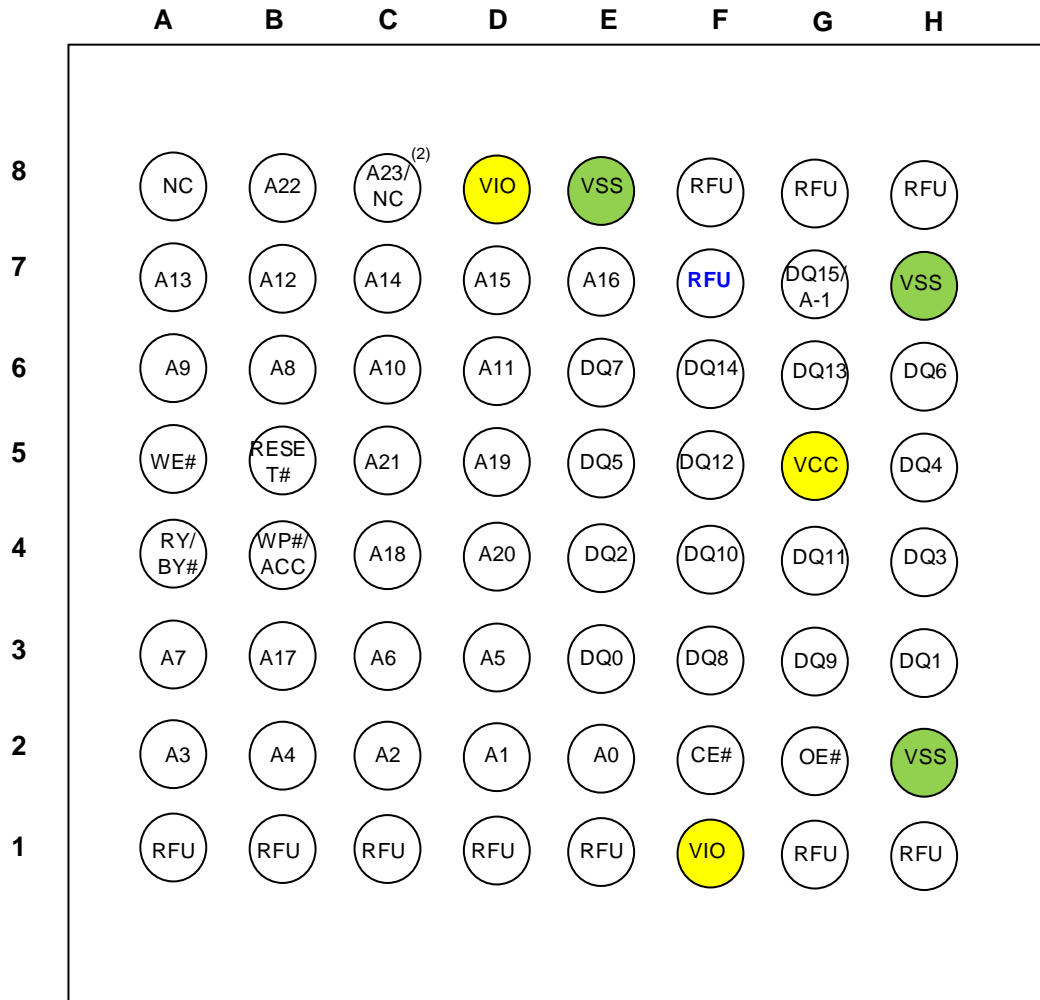 A B C D E F G H
8 NC A22 A23/ NC (2) VIO VSS RFU RFU RFU
7 A13 A12 A14 A15 A16 RFU DQ15/ A-1 VSS
6 A9 A8 A10 A11 DQ7 DQ14 DQ13 DQ6
5 WE# RESE T# A21 A19 DQ5 DQ12 VCC DQ4
4 RY/ BY# WP#/ ACC A18 A20 DQ2 DQ10 DQ11 DQ3
3 A7 A17 A6 A5 DQ0 DQ8 DQ9 DQ1
2 A3 A4 A2 A1 A0 CE# OE# VSS
1 RFU RFU RFU RFU RFU VIO RFU RFU